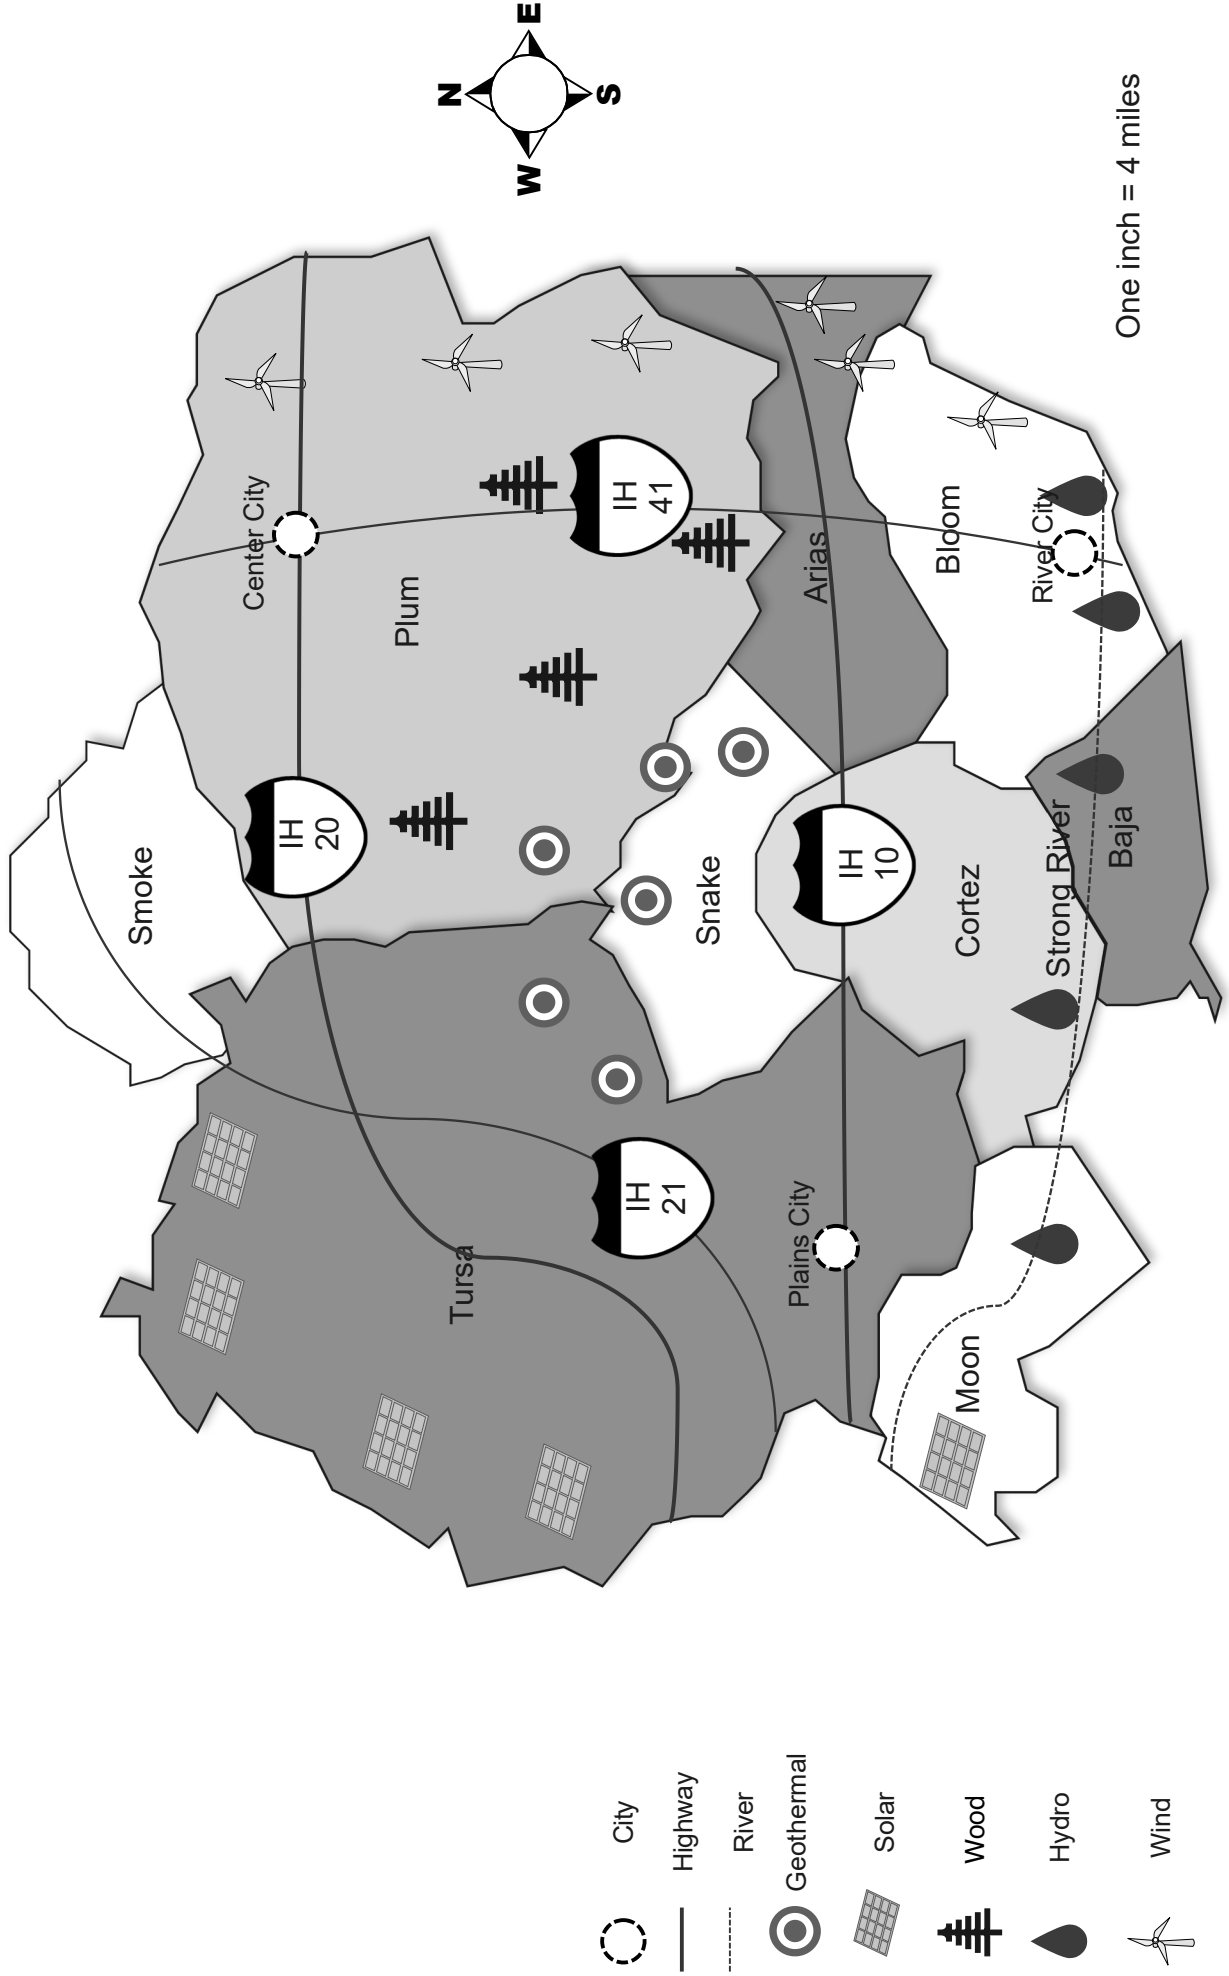 N
W
E
S
Smoke
Center City
IH
20
Plum
Tursa
IH
41
IH
21
Snake
Plains City
Arias
IH
10
Bloom
Cortez
Moon
River City
Strong River
Baja
One inch = 4 miles
City
Highway
River
Geothermal
Solar
Wood
Hydro
Wind